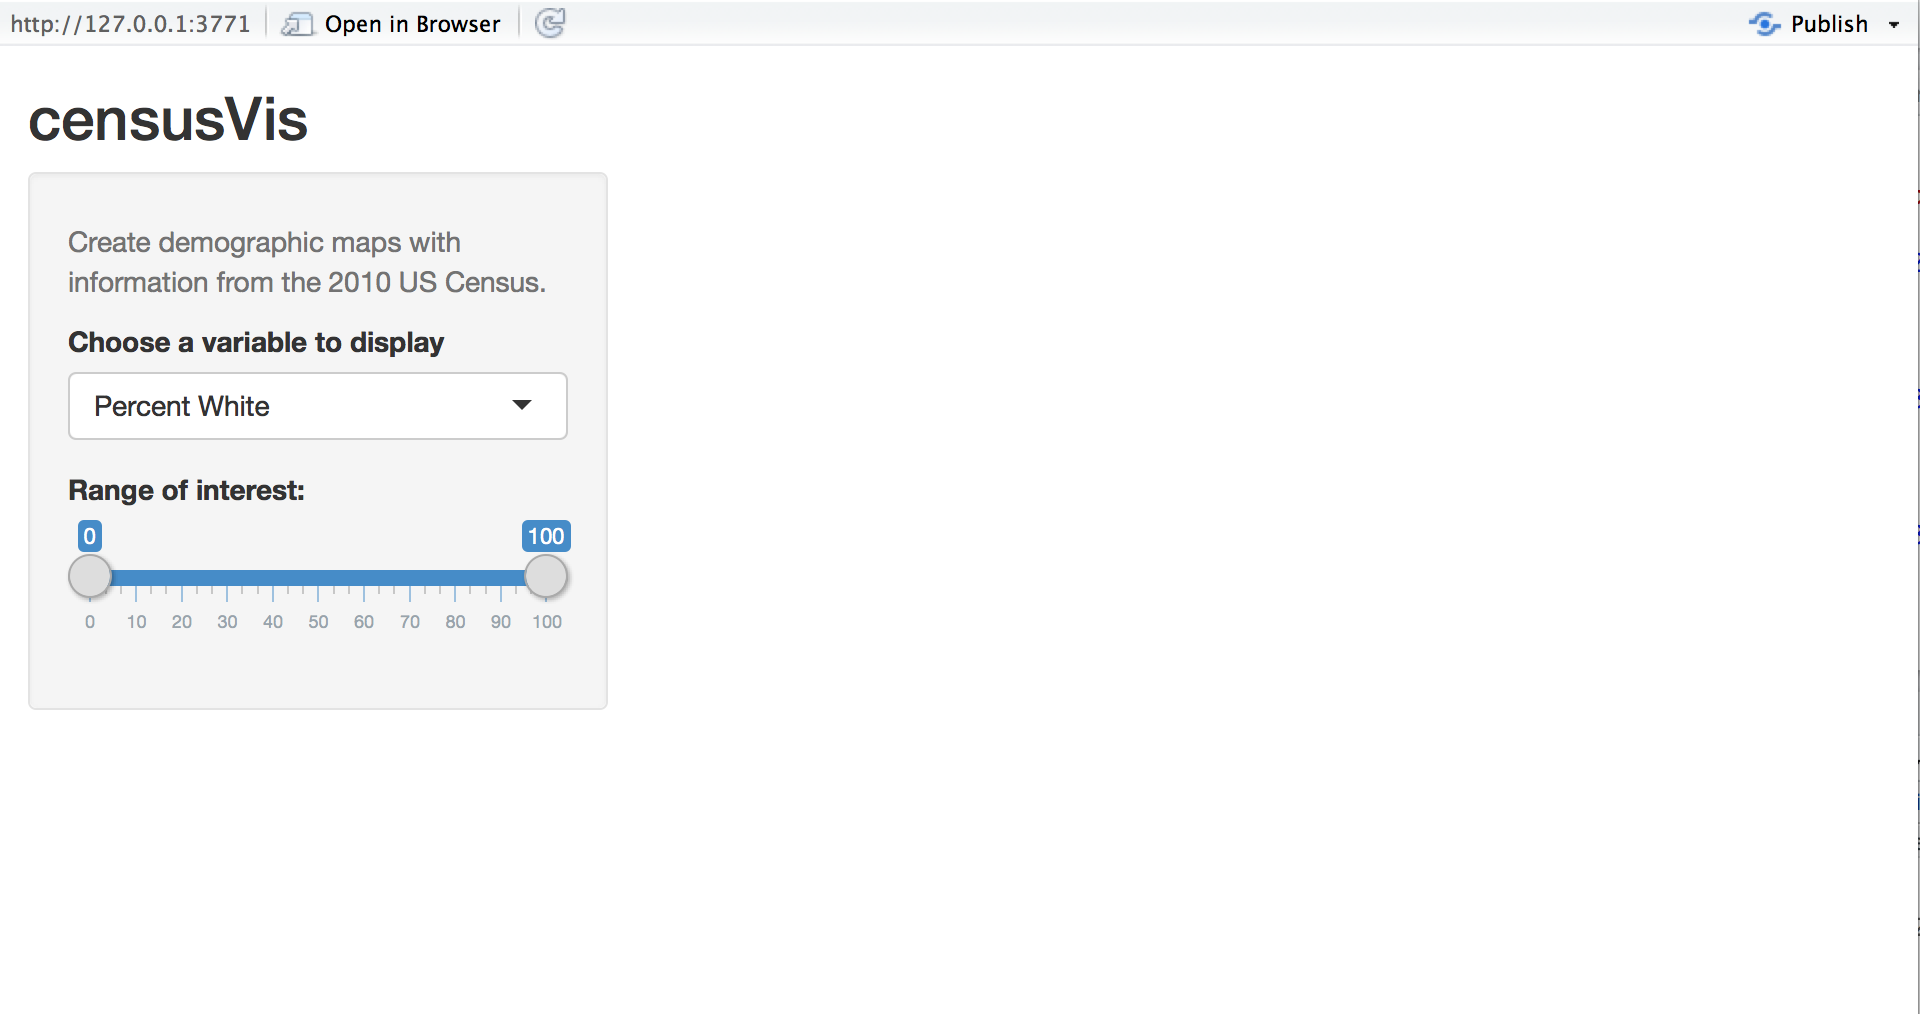 http://127.0.0.1:3771 Open in Browser Publish
censusVis
Create demographic maps with
information from the 2010 US Census.
Choose a variable to display
Percent White
Range of interest:
0 100
0 10 20 30 40 50 60 70 80 90 100